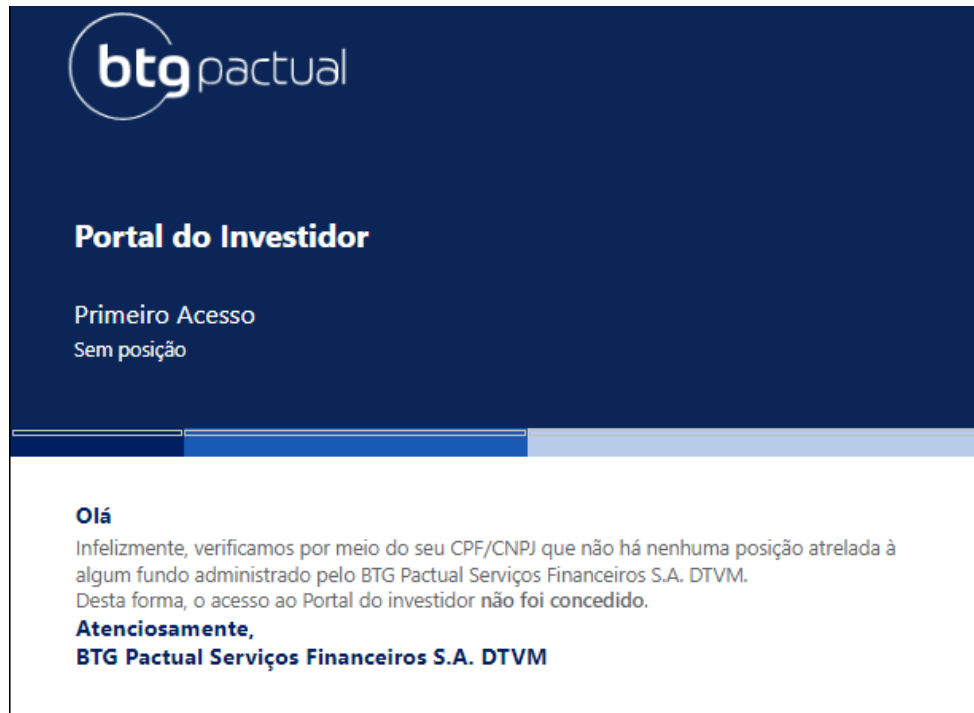 btg pactual
Portal do Investidor
Primeiro Acesso
Sem posição
Olá
Infelizmente, verificamos por meio do seu CPF/CNPJ que não há nenhuma posição atrelada à
algum fundo administrado pelo BTG Pactual Serviços Financeiros S.A. DTVM.
Desta forma, o acesso ao Portal do investidor não foi concedido.
Atenciosamente,
BTG Pactual Serviços Financeiros S.A. DTVM